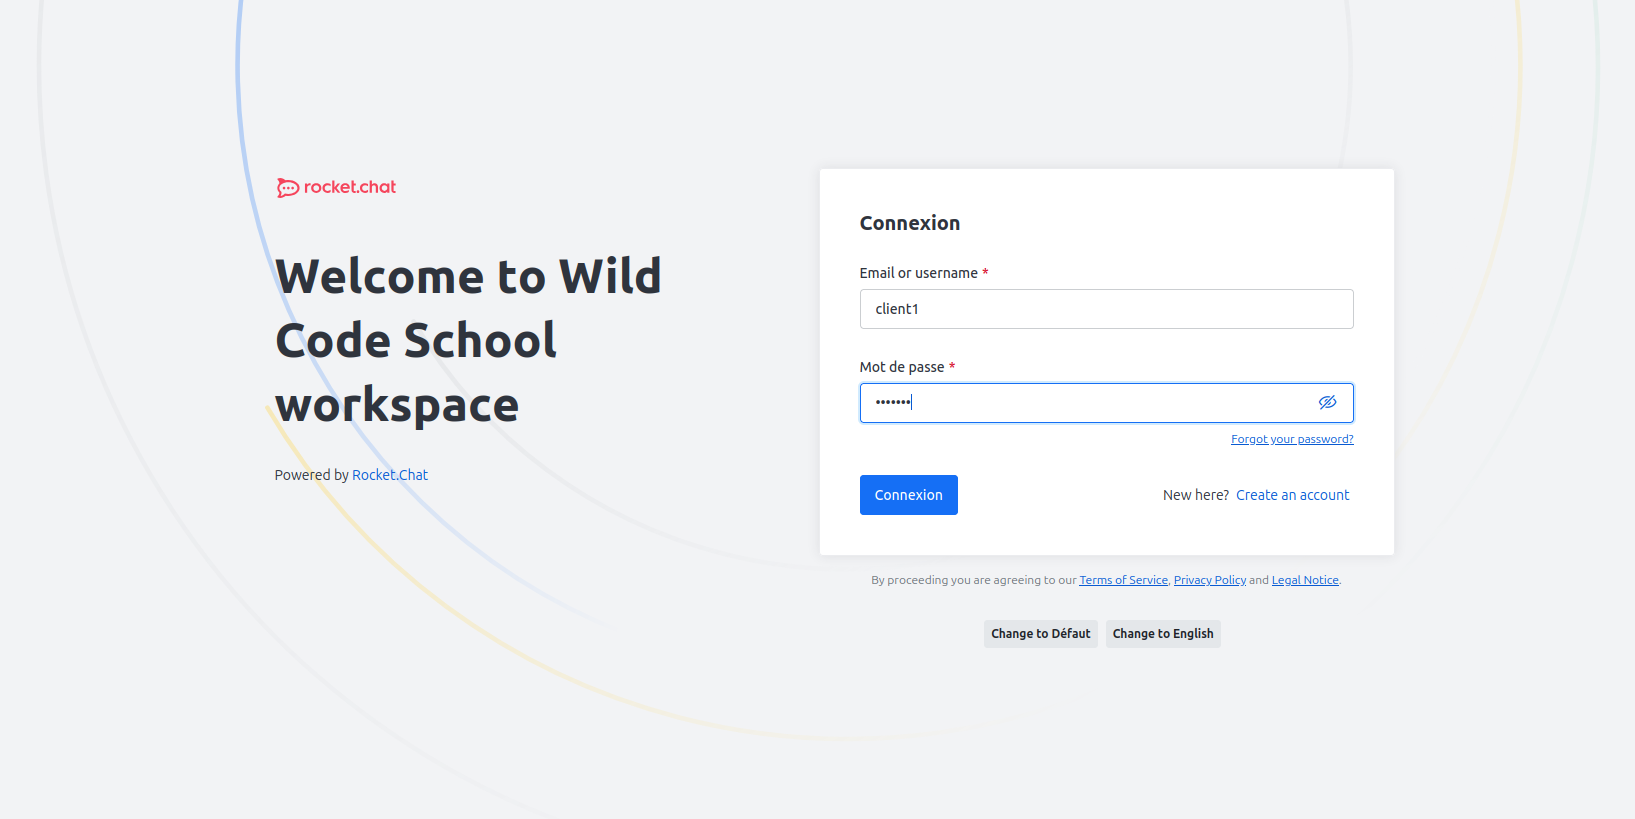 rocket.chat
Welcome to Wild
Code School
workspace
Powered by Rocket.Chat
Connexion
Email or username *
client1
Mot de passe *
•••••••
Forgot your password?
Connexion
New here? Create an account
By proceeding you are agreeing to our Terms of Service, Privacy Policy and Legal Notice.
Change to Défaut
Change to English